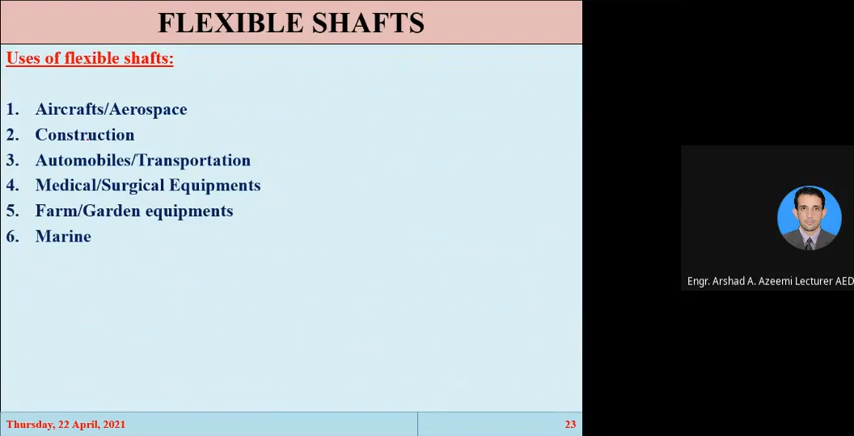 FLEXIBLE SHAFTS
Uses of flexible shafts:
1. Aircrafts/Aerospace
2. Construction
3. Automobiles/Transportation
4. Medical/Surgical Equipments
5. Farm/Garden equipments
6. Marine
Engr. Arshad A. Azeemi Lecturer AED
Thursday, 22 April, 2021
23